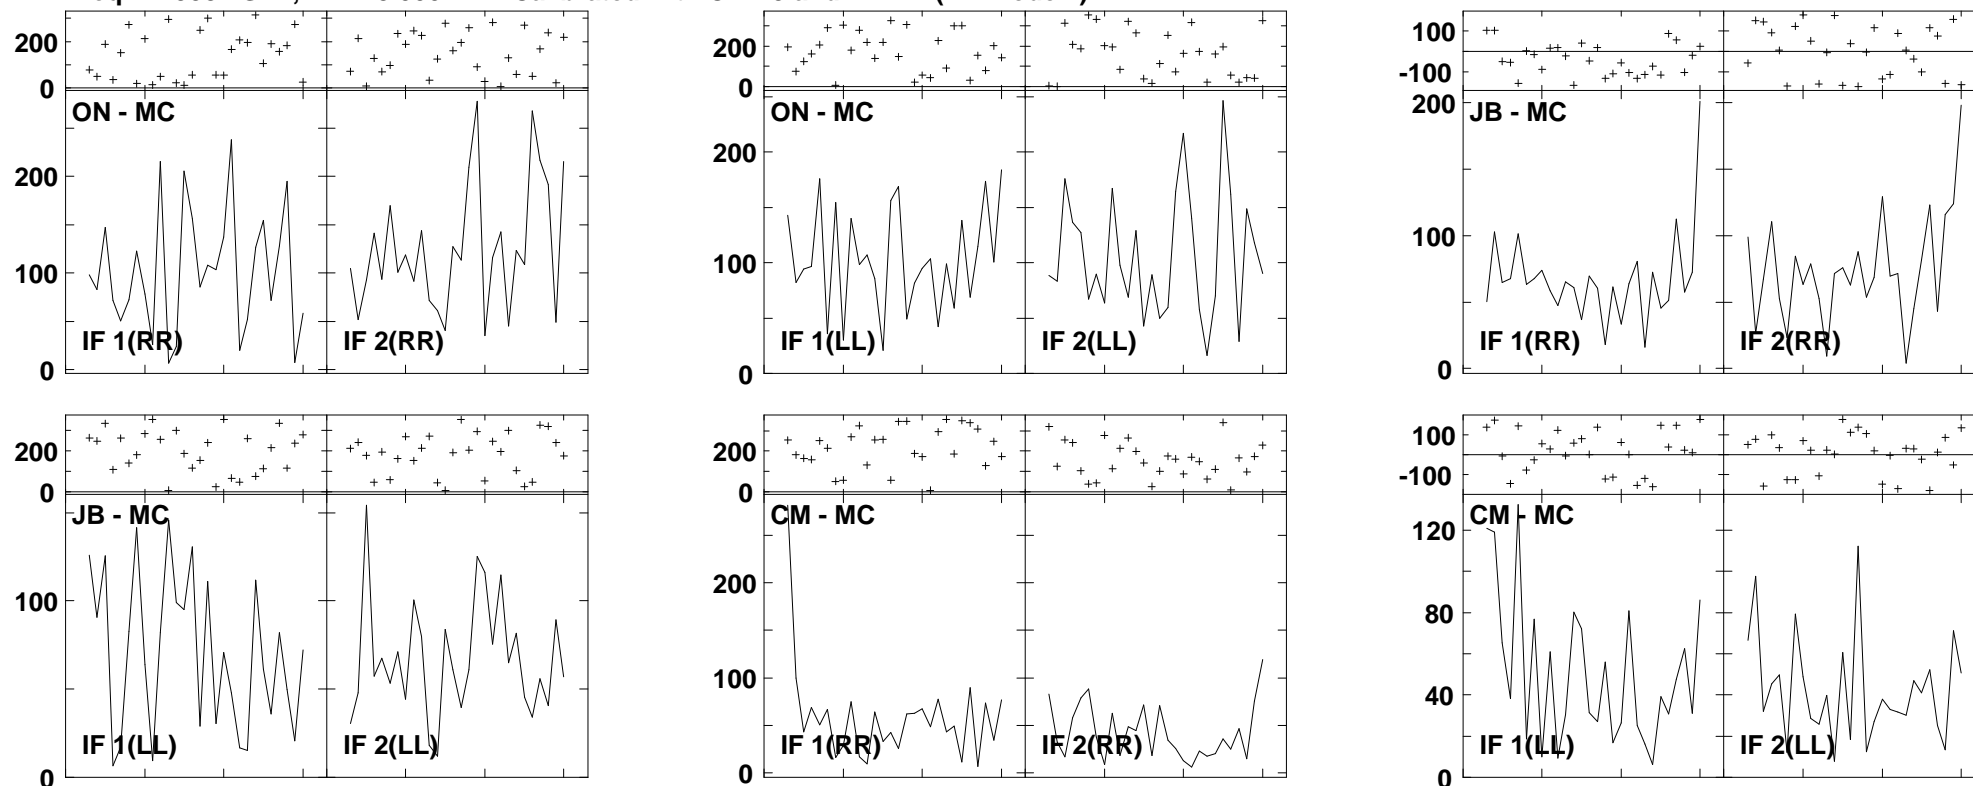 200
0
ON - MC
200
100
0
IF 1(RR)
IF 2(RR)
200
0
ON - MC
200
100
0
IF 1(LL)
IF 2(LL)
100
-100
JB - MC
200
100
0
IF 1(RR)
IF 2(RR)
200
0
JB - MC
100
0
IF 1(LL)
IF 2(LL)
200
0
CM - MC
200
100
0
IF 1(RR)
IF 2(RR)
100
-100
CM - MC
120
80
40
0
IF 1(LL)
IF 2(LL)